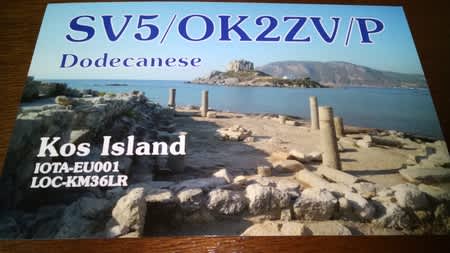 SV5/OK2ZV/P
Dodecanese
Kos Island
IOTA-EU001
LOC-KM36LR